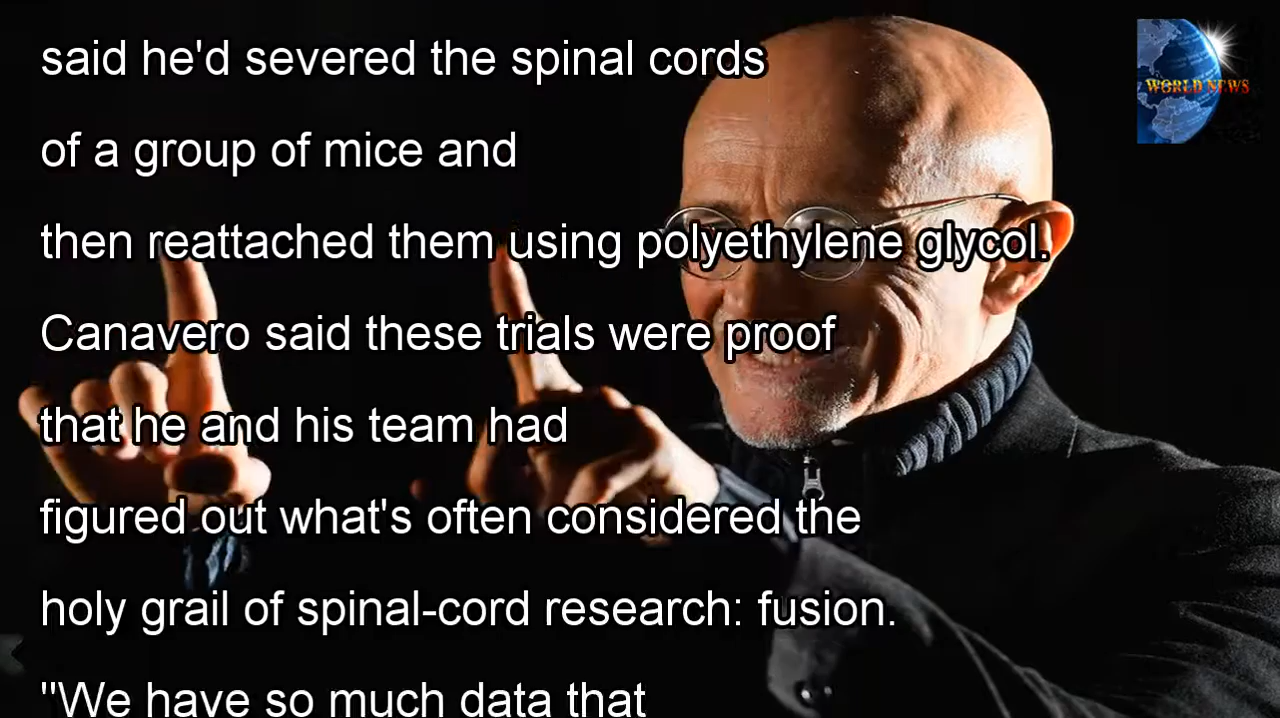 said he'd severed the spinal cords
WORLD NEWS
of a group of mice and
then reattached them using polyethylene glycol.
Canavero said these trials were proof
that he and his team had
figured out what's often considered the
holy grail of spinal-cord research: fusion.
"We have so much data that